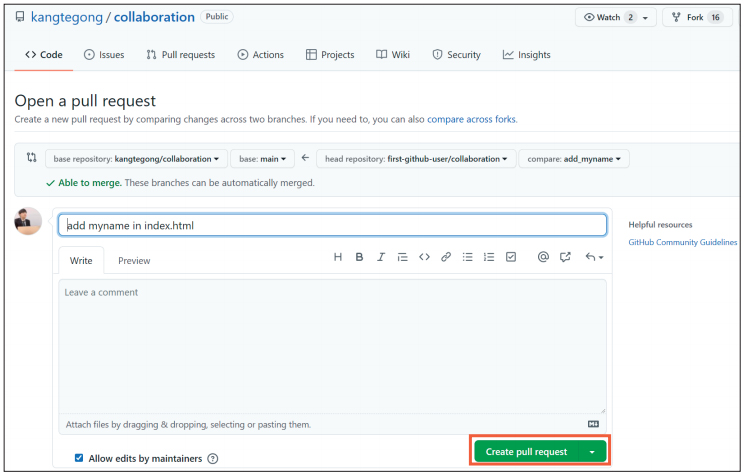 kangtegong / collaboration Public Watch 2 Fork 16
Code Issues Pull requests Actions Projects Wiki Security Insights
Open a pull request
Create a new pull request by comparing changes across two branches. If you need to, you can also compare across forks.
base repository: kangtegong/collaboration base: main head repository: first-github-user/collaboration compare: add_myname
Able to merge. These branches can be automatically merged.
add myname in index.html
Helpful resources
GitHub Community Guidelines
Write Preview
Leave a comment
Attach files by dragging & dropping, selecting or pasting them.
Allow edits by maintainers
Create pull request